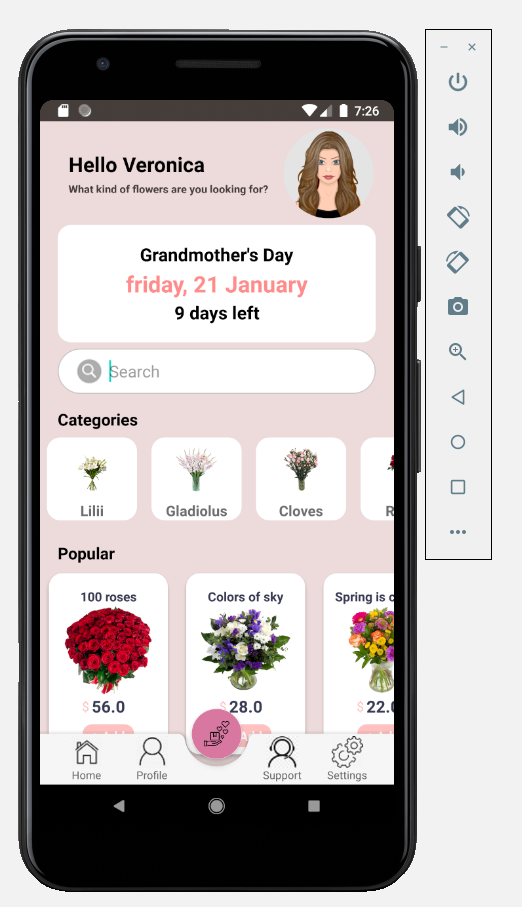 7:26
Hello Veronica
What kind of flowers are you looking for?
Grandmother's Day
friday, 21 January
9 days left
Search
Categories
Lilii
Gladiolus
Cloves
R
Popular
100 roses
Colors of sky
Spring is c
$56.0
$28.0
$22.0
Home
Profile
Support
Settings